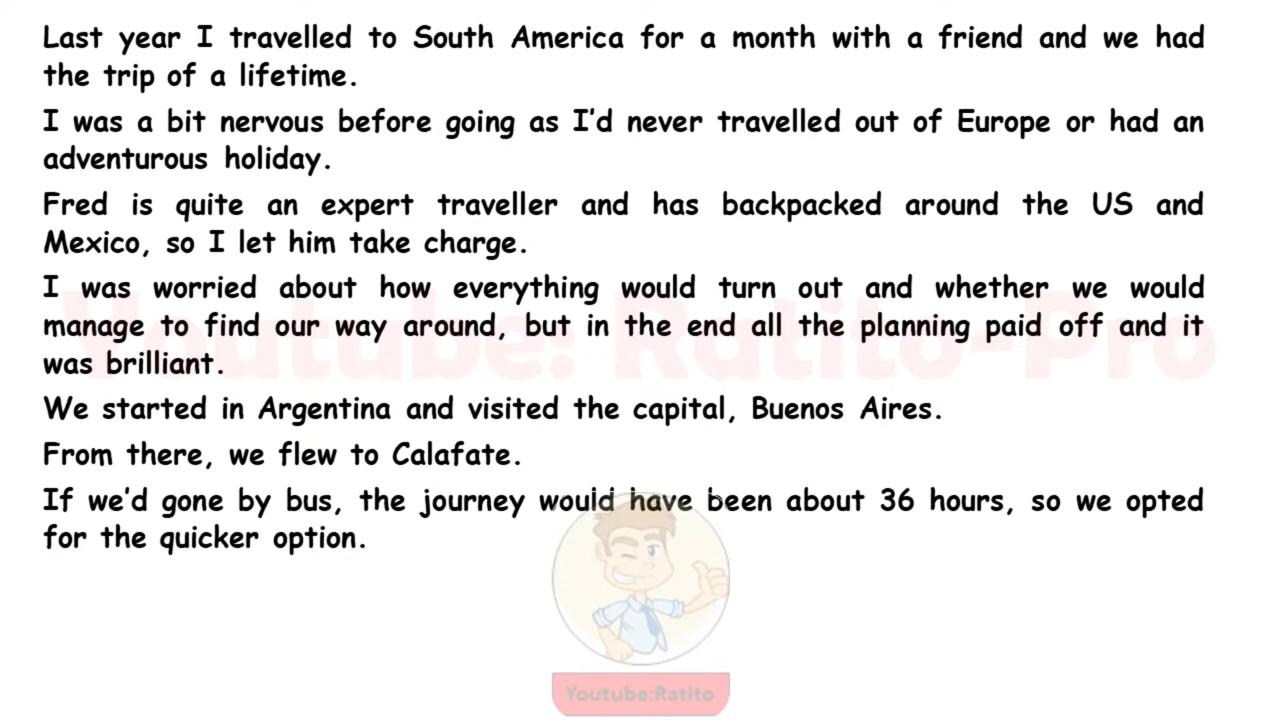 Last year I travelled to South America for a month with a friend and we had
the trip of a lifetime.
I was a bit nervous before going as I'd never travelled out of Europe or had an
adventurous holiday.
Fred is quite an expert traveller and has backpacked around the US and
Mexico, so I let him take charge.
I was worried about how everything would turn out and whether we would
manage to find our way around, but in the end all the planning paid off and it
was brilliant.
Youtube: Ratito-Pro
We started in Argentina and visited the capital, Buenos Aires.
From there, we flew to Calafate.
If we'd gone by bus, the journey would have been about 36 hours, so we opted
for the quicker option.
Youtube:Ratito